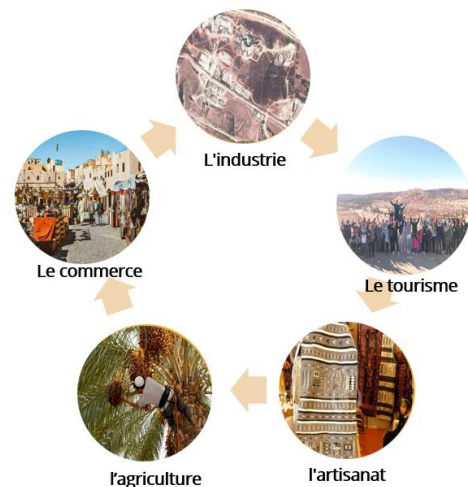 L'industrie
Le commerce
Le tourisme
l’agriculture
l'artisanat